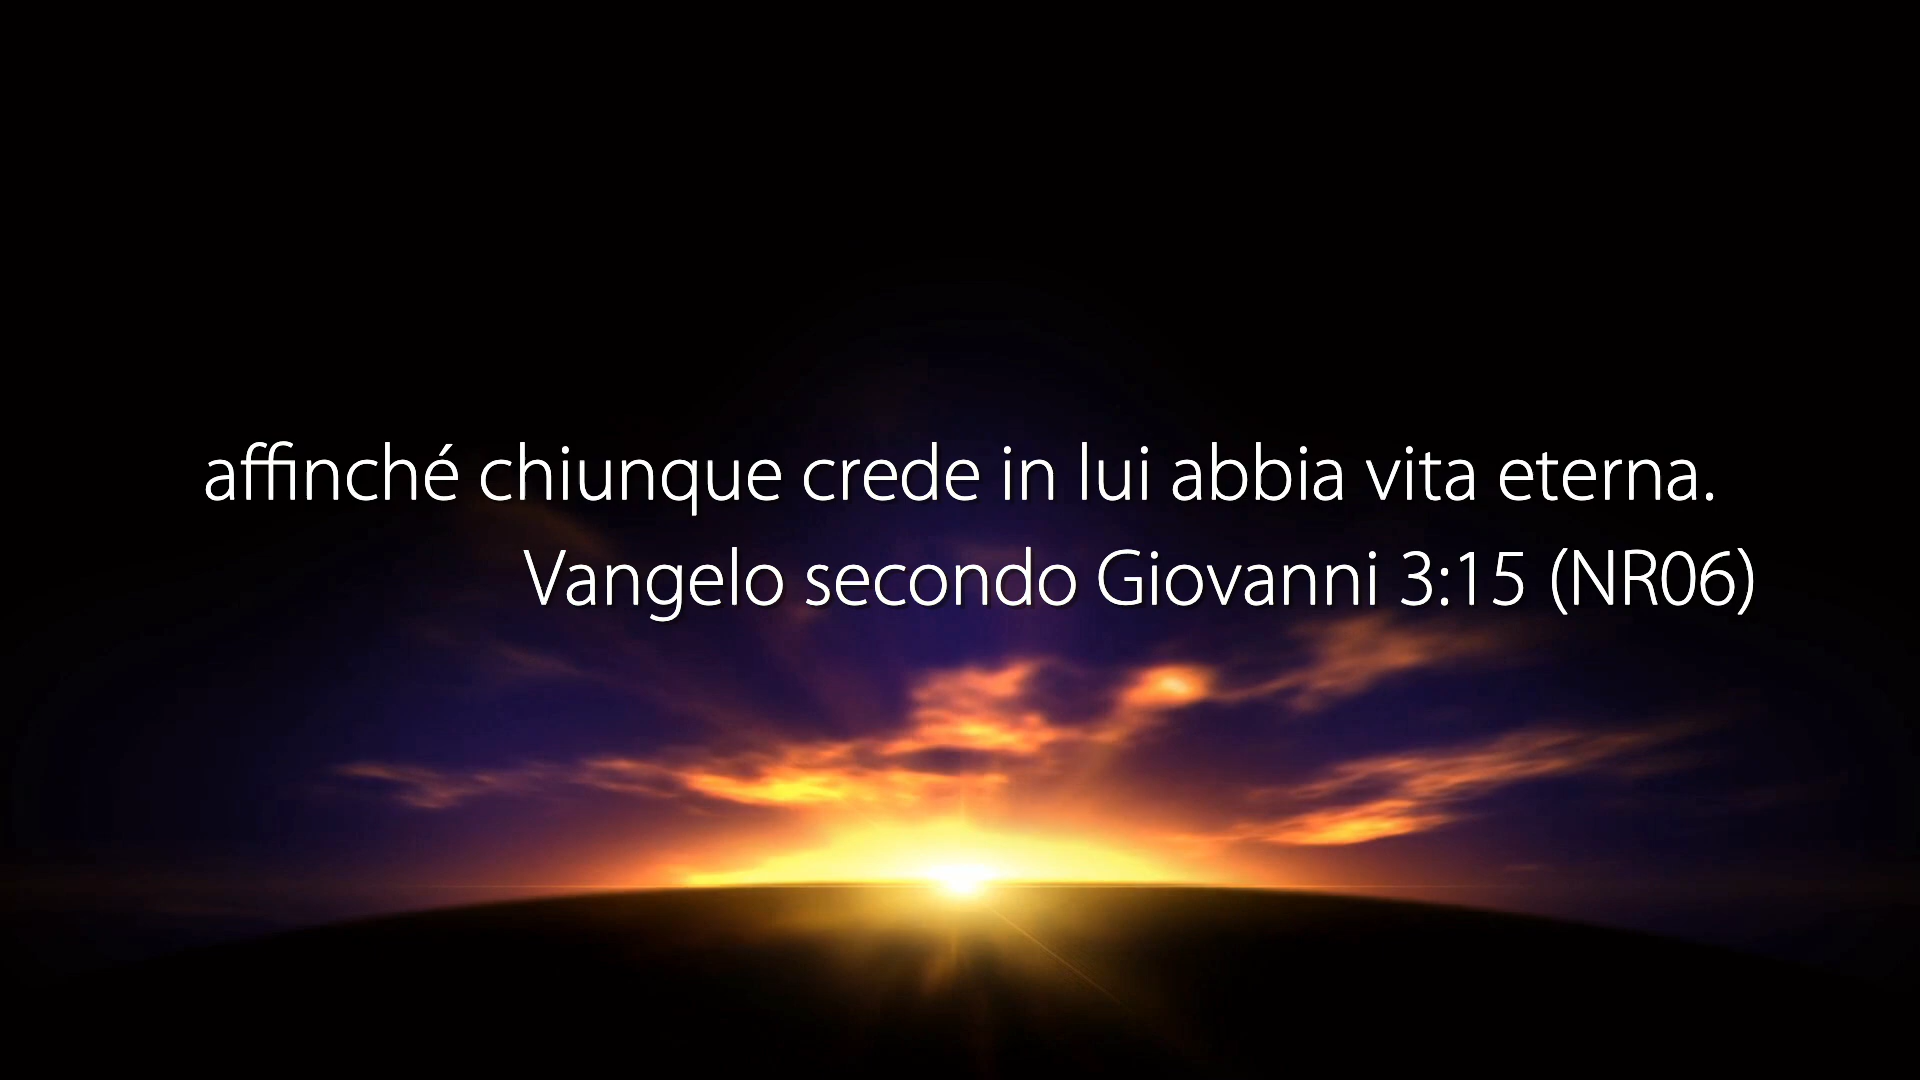 affinché chiunque crede in lui abbia vita eterna.
Vangelo secondo Giovanni 3:15 (NR06)